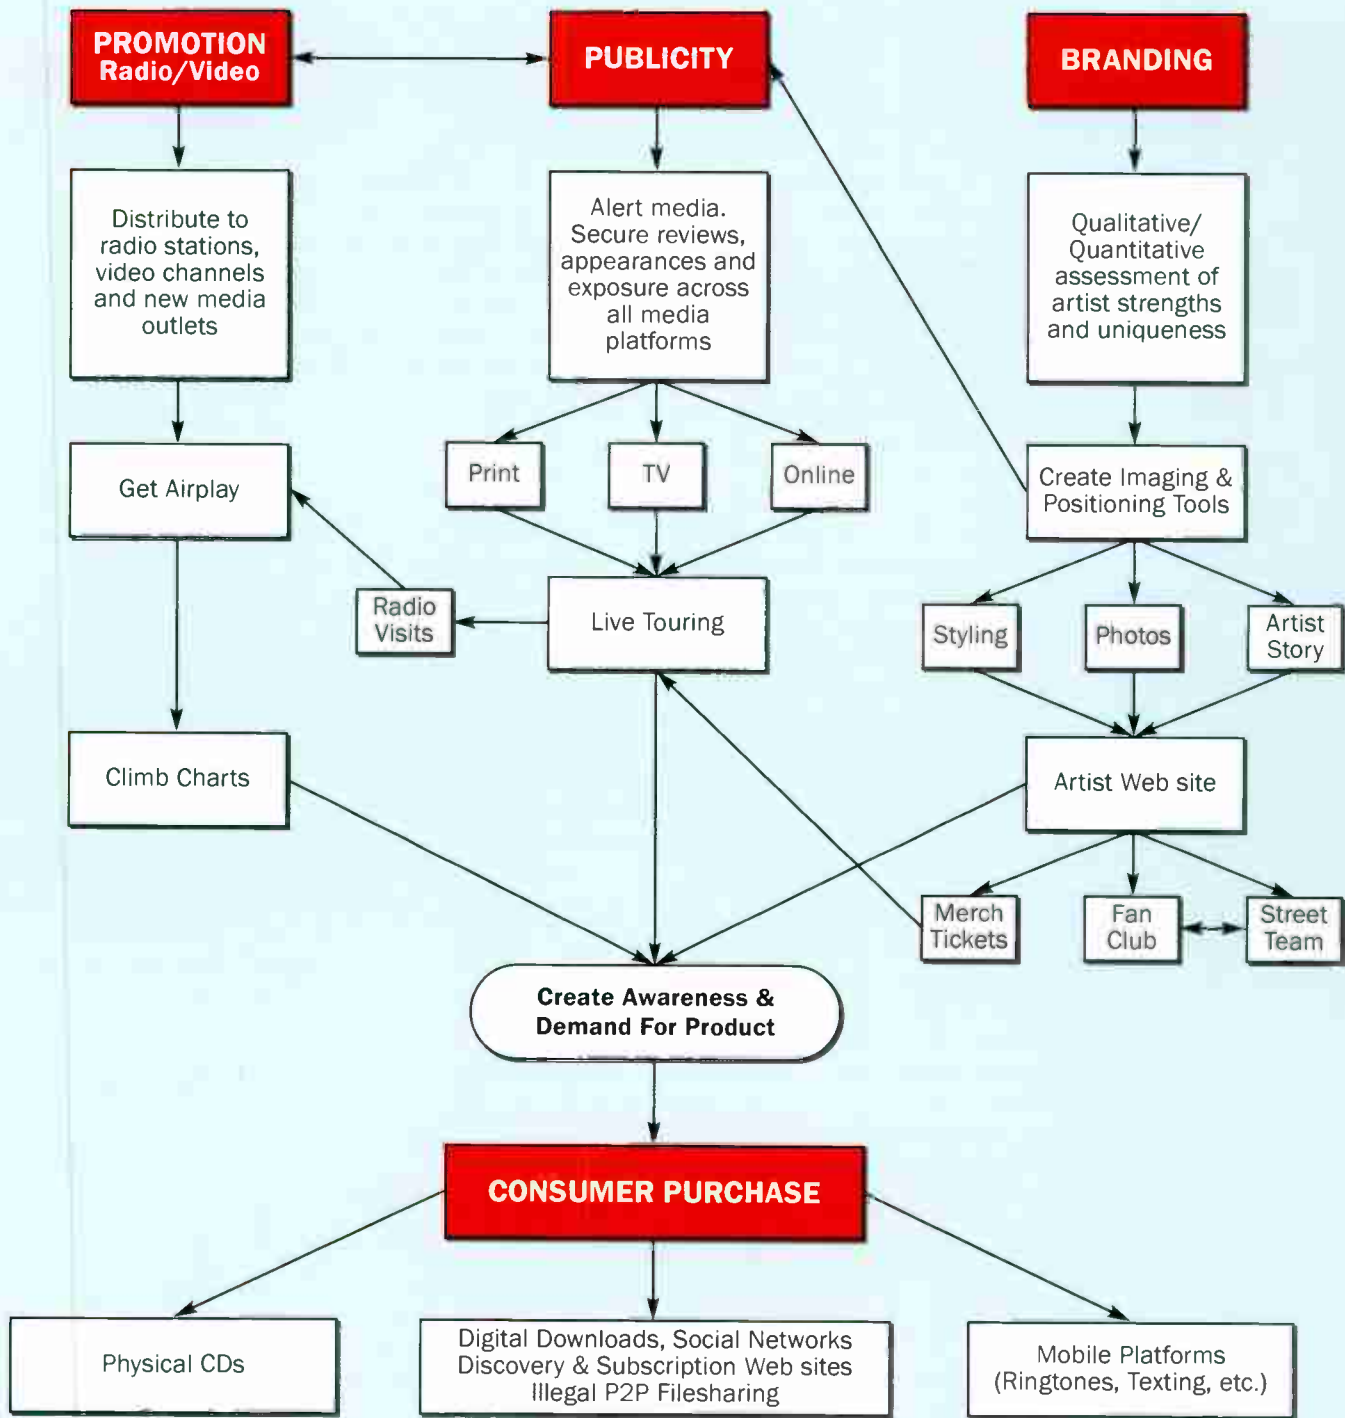 PROMOTION
Radio/Video
PUBLICITY
BRANDING
Distribute to
radio stations,
video channels
and new media
outlets
Alert media.
Secure reviews,
appearances and
exposure across
all media
platforms
Qualitative/
Quantitative
assessment of
artist strengths
and uniqueness
Get Airplay
Print
TV
Online
Create Imaging &
Positioning Tools
Radio
Visits
Live Touring
Styling
Photos
Artist
Story
Climb Charts
Artist Web site
Merch
Tickets
Fan
Club
Street
Team
Create Awareness &
Demand For Product
CONSUMER PURCHASE
Physical CDs
Digital Downloads, Social Networks
Discovery & Subscription Web sites
Illegal P2P Filesharing
Mobile Platforms
(Ringtones, Texting, etc.)